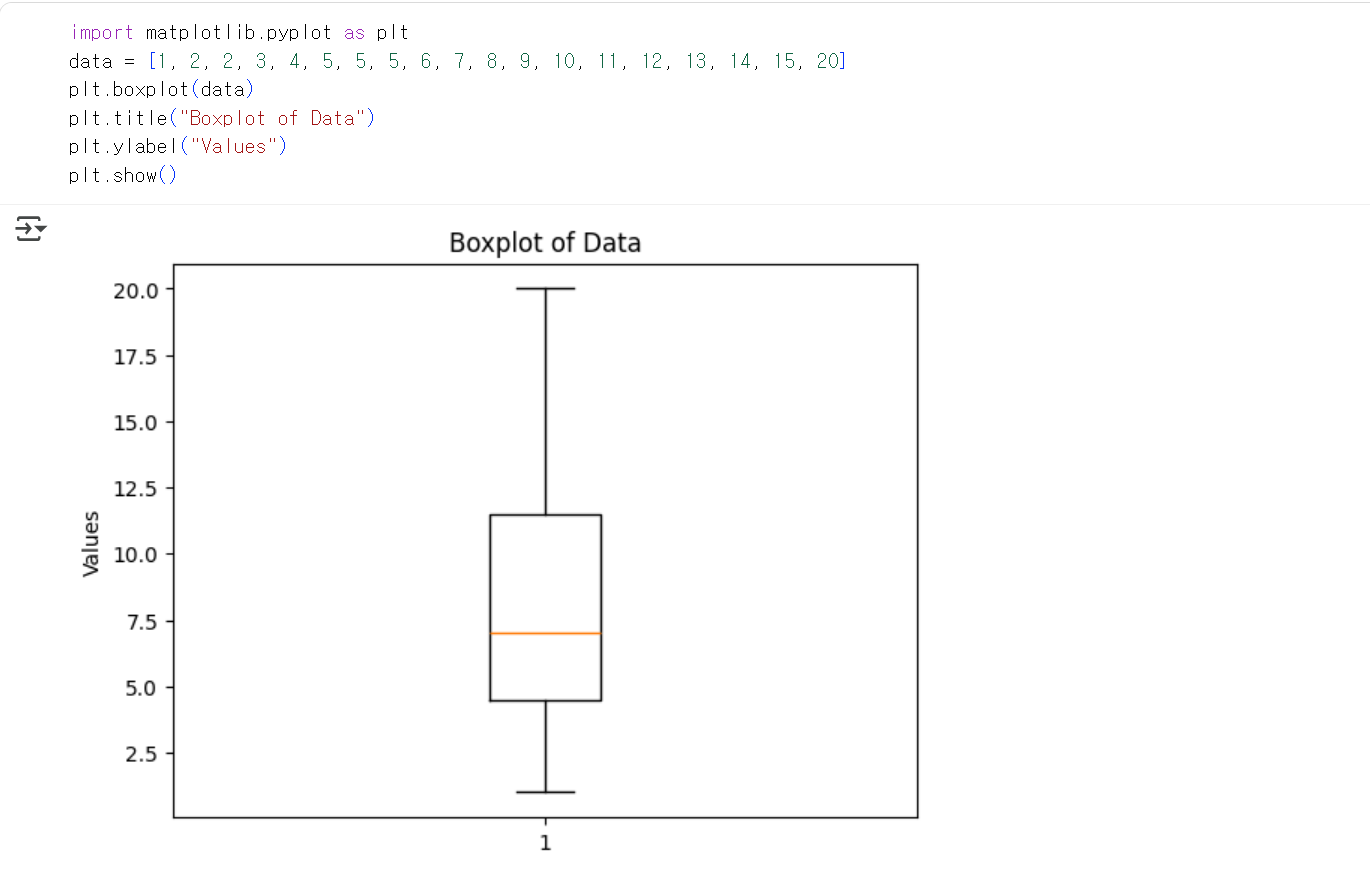 import matplotlib.pyplot as plt
data = [1, 2, 2, 3, 4, 5, 5, 5, 6, 7, 8, 9, 10, 11, 12, 13, 14, 15, 20]
plt.boxplot(data)
plt.title("Boxplot of Data")
plt.ylabel("Values")
plt.show()
Boxplot of Data
20.0
17.5
15.0
12.5
10.0
7.5
5.0
2.5
Values
1